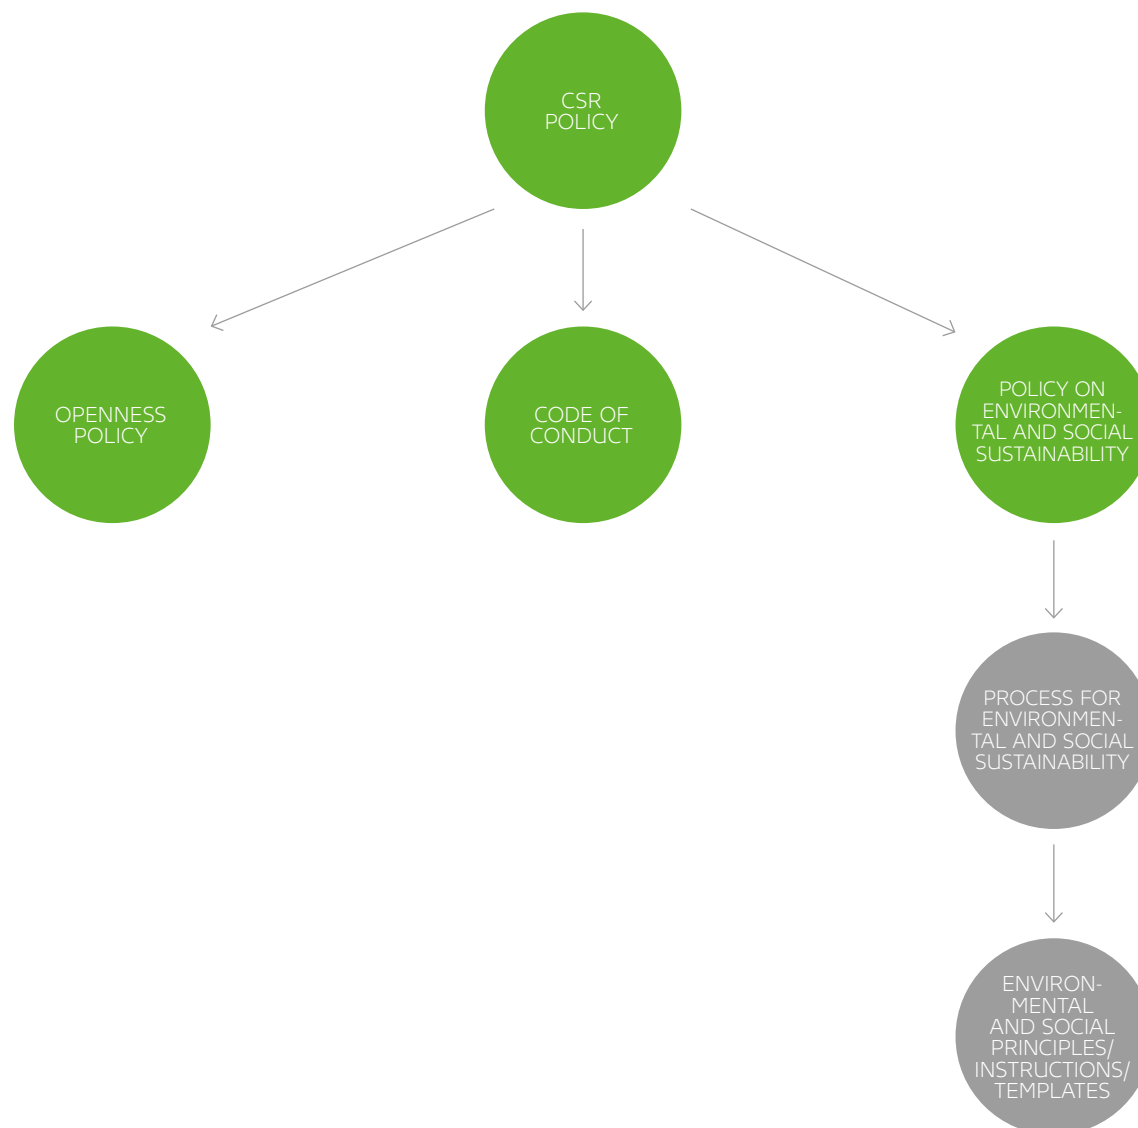 CSR
POLICY
OPENNESS
POLICY
CODE OF
CONDUCT
POLICY ON
ENVIRONMEN-
TAL AND SOCIAL
SUSTAINABILITY
PROCESS FOR
ENVIRONMEN-
TAL AND SOCIAL
SUSTAINABILITY
ENVIRON-
MENTAL
AND SOCIAL
PRINCIPLES/
INSTRUCTIONS/
TEMPLATES